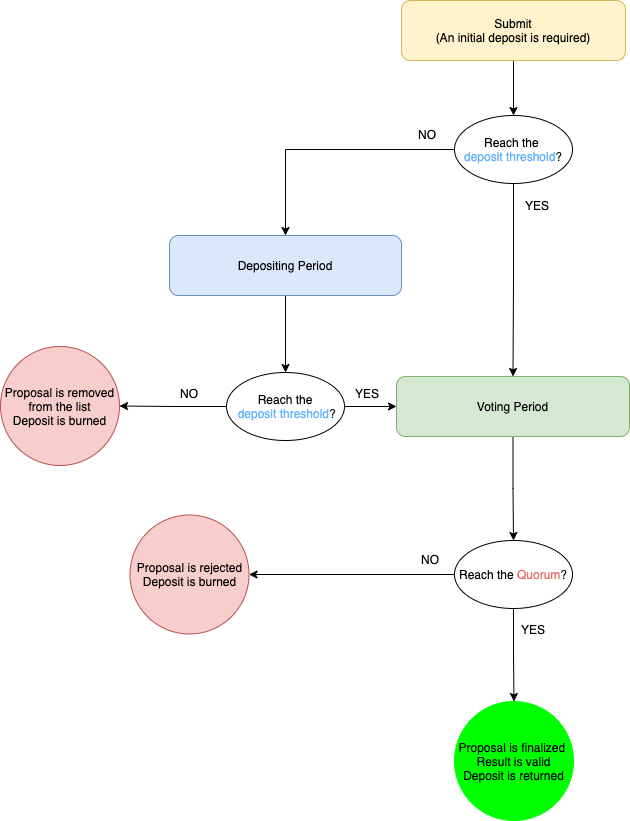 Submit
(An initial deposit is required)
NO
Reach the
deposit threshold?
YES
Depositing Period
Proposal is removed
from the list
Deposit is burned
NO
Reach the
deposit threshold?
YES
Voting Period
Proposal is rejected
Deposit is burned
NO
Reach the Quorum?
YES
Proposal is finalized
Result is valid
Deposit is returned